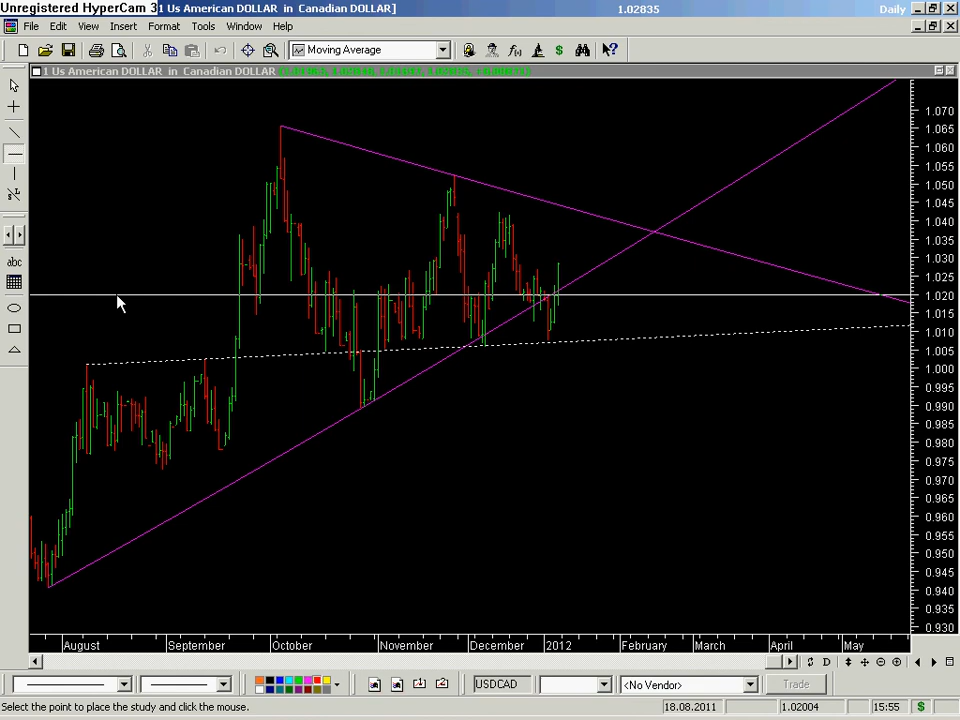 Unregistered HyperCam 3
1 Us American DOLLAR in Canadian DOLLAR]
1.02835
Daily
File Edit View Insert Format Tools Window Help
Moving Average
1 Us American DOLLAR in Canadian DOLLAR
1.070
1.065
1.060
1.055
1.050
1.045
1.040
1.035
1.030
1.025
1.020
1.015
1.010
1.005
1.000
0.995
0.990
0.985
0.980
0.975
0.970
0.965
0.960
0.955
0.950
0.945
0.940
0.935
0.930
abc
August September October November December 2012 February March April May
D
USDCAD
<No Vendor>
Trade
Select the point to place the study and click the mouse.
18.08.2011
1.02004
15:55
$